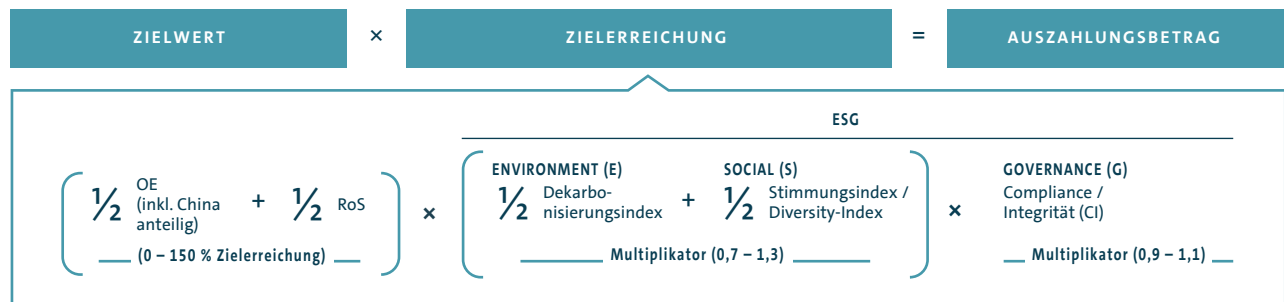 ZIELWERT × ZIELERREICHUNG = AUSZAHLUNGSBETRAG
ESG
½ OE (inkl. China anteilig) + ½ RoS
(0 – 150 % Zielerreichung)
×
ENVIRONMENT (E)
½ Dekarbo-
nisierungsindex
+
SOCIAL (S)
½ Stimmungsindex /
Diversity-Index
Multiplikator (0,7 – 1,3)
×
GOVERNANCE (G)
Compliance /
Integrität (CI)
Multiplikator (0,9 – 1,1)